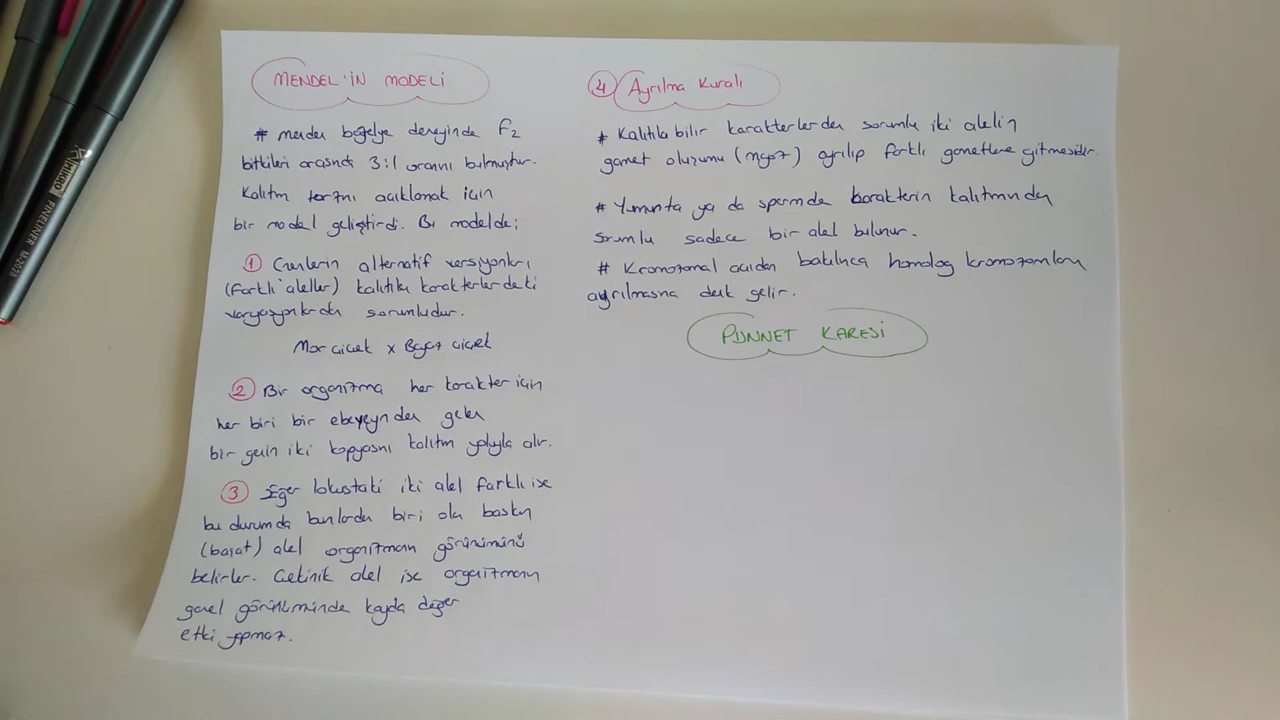 MENDEL'İN MODELİ
# Mendel bezelye deneyinde F2
bitkileri arasında 3:1 oranını bulmuştur.
Kalıtım tarzını açıklamak için
bir model geliştirdi. Bu modelde;
1 Genlerin alternatif versiyonları
(farklı aleller) kalıtıla karakterlerdeki
varyasyonlardan sorumludur.
Mor çiçek x Beyaz çiçek
2 Bir organizma her karakter için
her biri bir ebeveynden gelen
bir genin iki kopyasını kalıtım yoluyla alır.
3 Eğer lokustaki iki alel farklı ise
bu durumda bunlardan biri olan baskın
(başat) alel organizmanın görünümünü
belirler. Çekinik alel ise organizmanın
genel görünümünde kayda değer
etki yapmaz.
4 Ayrılma Kuralı
* Kalıtılabilir karakterlerden sorumlu iki alelin
gamet oluşumu (mayoz) ayrılıp farklı gametlere gitmesidir.
# Yumurta ya da spermde karakterin kalıtımından
sorumlu sadece bir alel bulunur.
# Kromozomal açıdan bakılınca homolog kromozomların
ayrılmasına denk gelir.
PUNNET KARESİ
MIKRO FINELINER M-2028